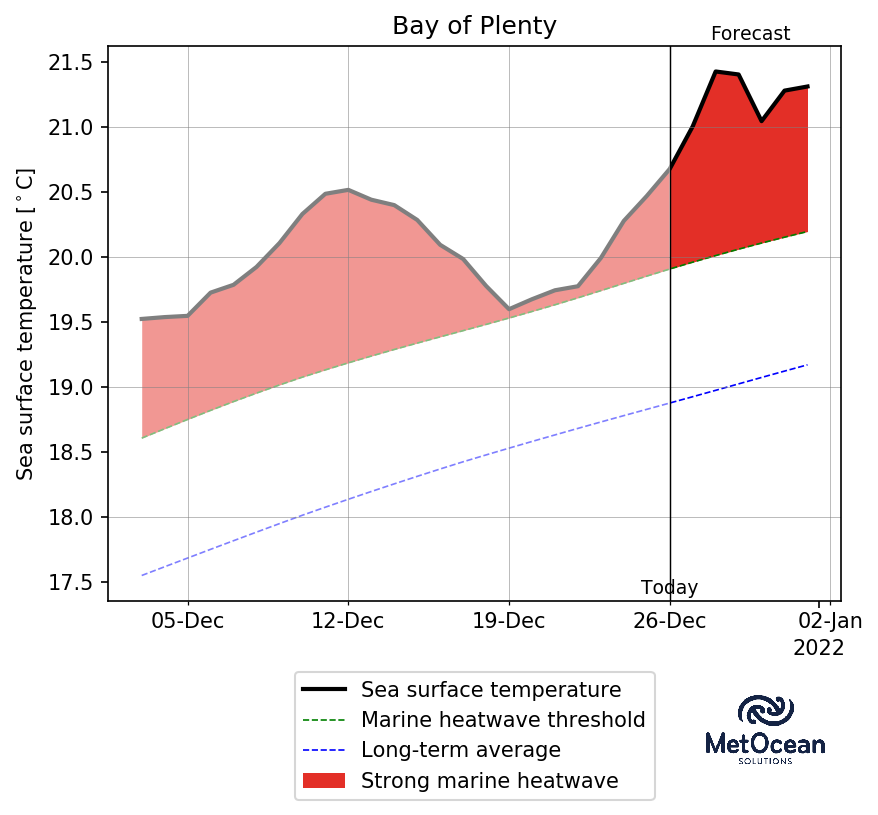 Bay of Plenty
Forecast
Sea surface temperature [°C]
21.5
21.0
20.5
20.0
19.5
19.0
18.5
18.0
17.5
Today
05-Dec
12-Dec
19-Dec
26-Dec
02-Jan
2022
Sea surface temperature
Marine heatwave threshold
Long-term average
Strong marine heatwave
MetOcean
SOLUTIONS